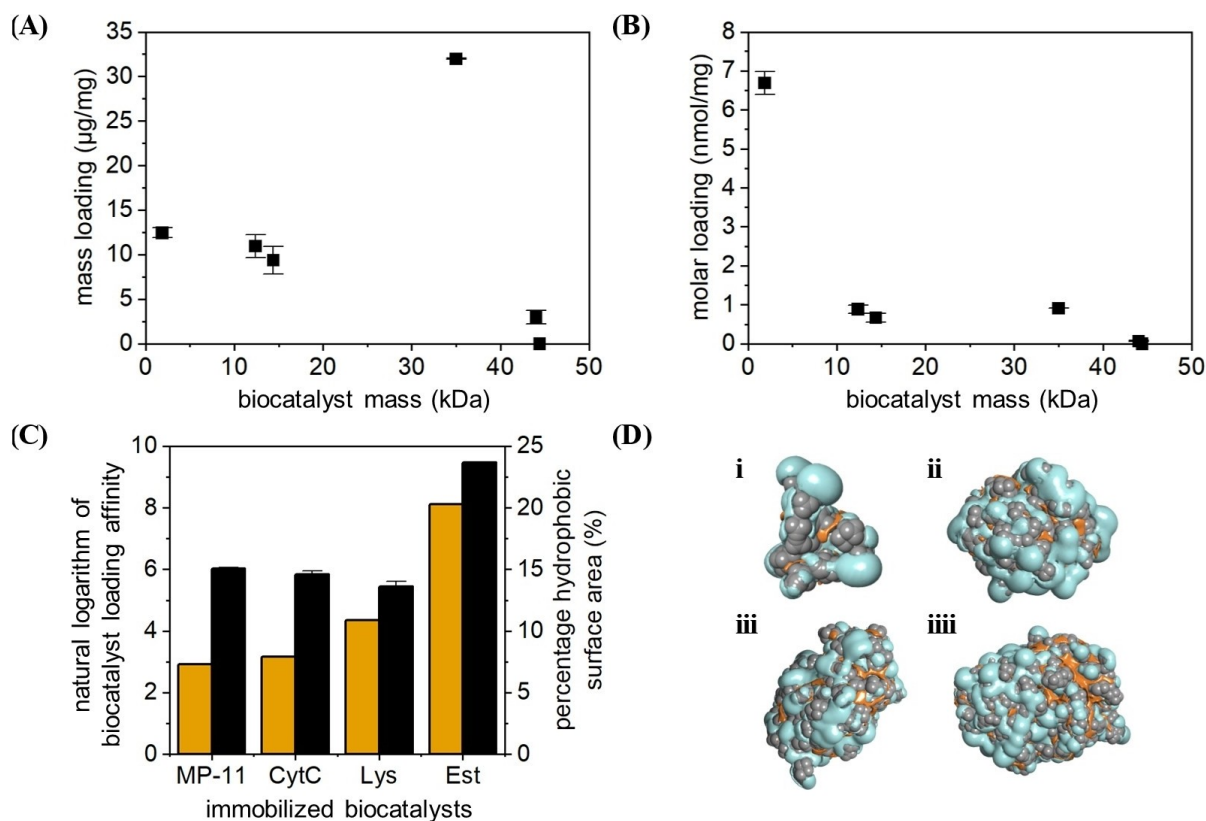 (A)
mass loading (µg/mg)
35
30
25
20
15
10
5
0
0 10 20 30 40 50
biocatalyst mass (kDa)
(B)
molar loading (nmol/mg)
8
7
6
5
4
3
2
1
0
0 10 20 30 40 50
biocatalyst mass (kDa)
(C)
natural logarithm of
biocatalyst loading affinity
10
8
6
4
2
0
MP-11 CytC Lys Est
immobilized biocatalysts
25
20
15
10
5
0
percentage hydrophobic
surface area (%)
(D)
i
ii
iii
iiii